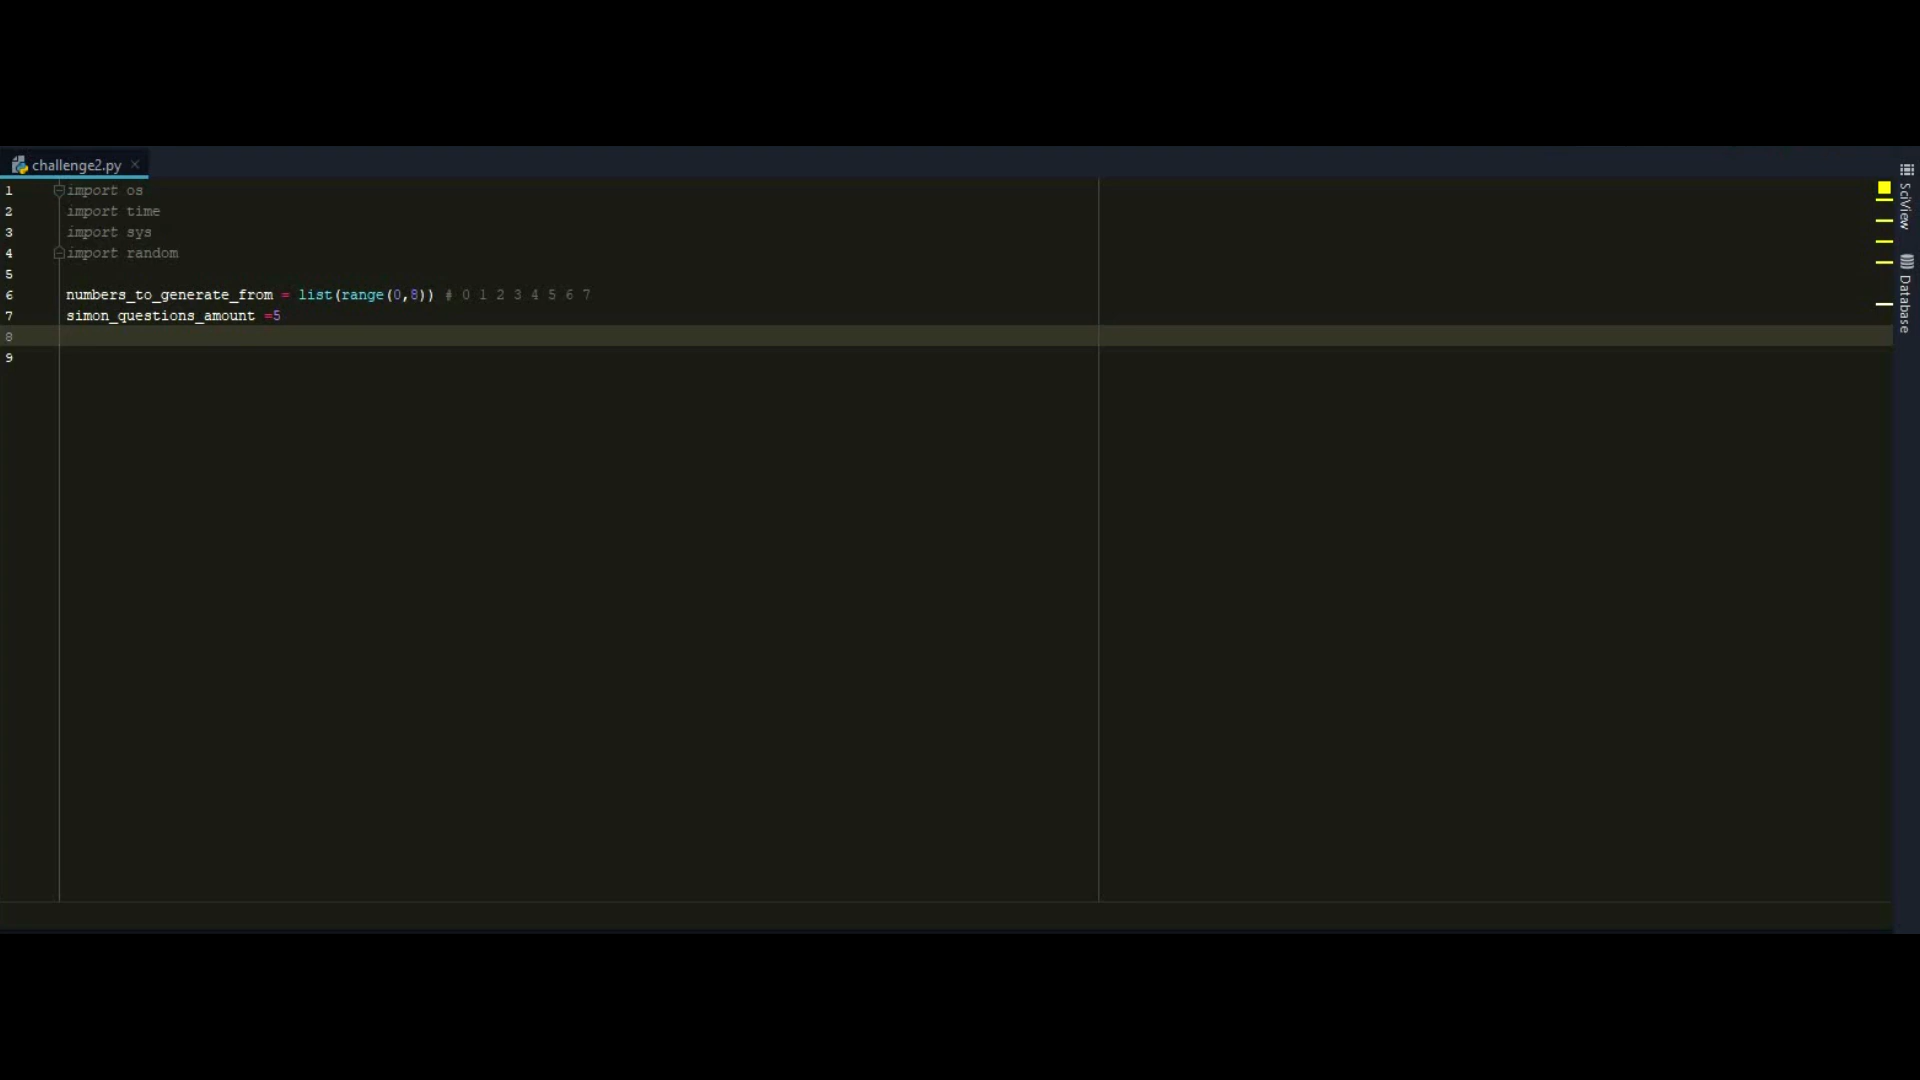 challenge2.py
1 import os
2 import time
3 import sys
4 import random
5
6 numbers_to_generate_from = list(range(0,8)) # 0 1 2 3 4 5 6 7
7 simon_questions_amount =5
8
9
SciView
Database